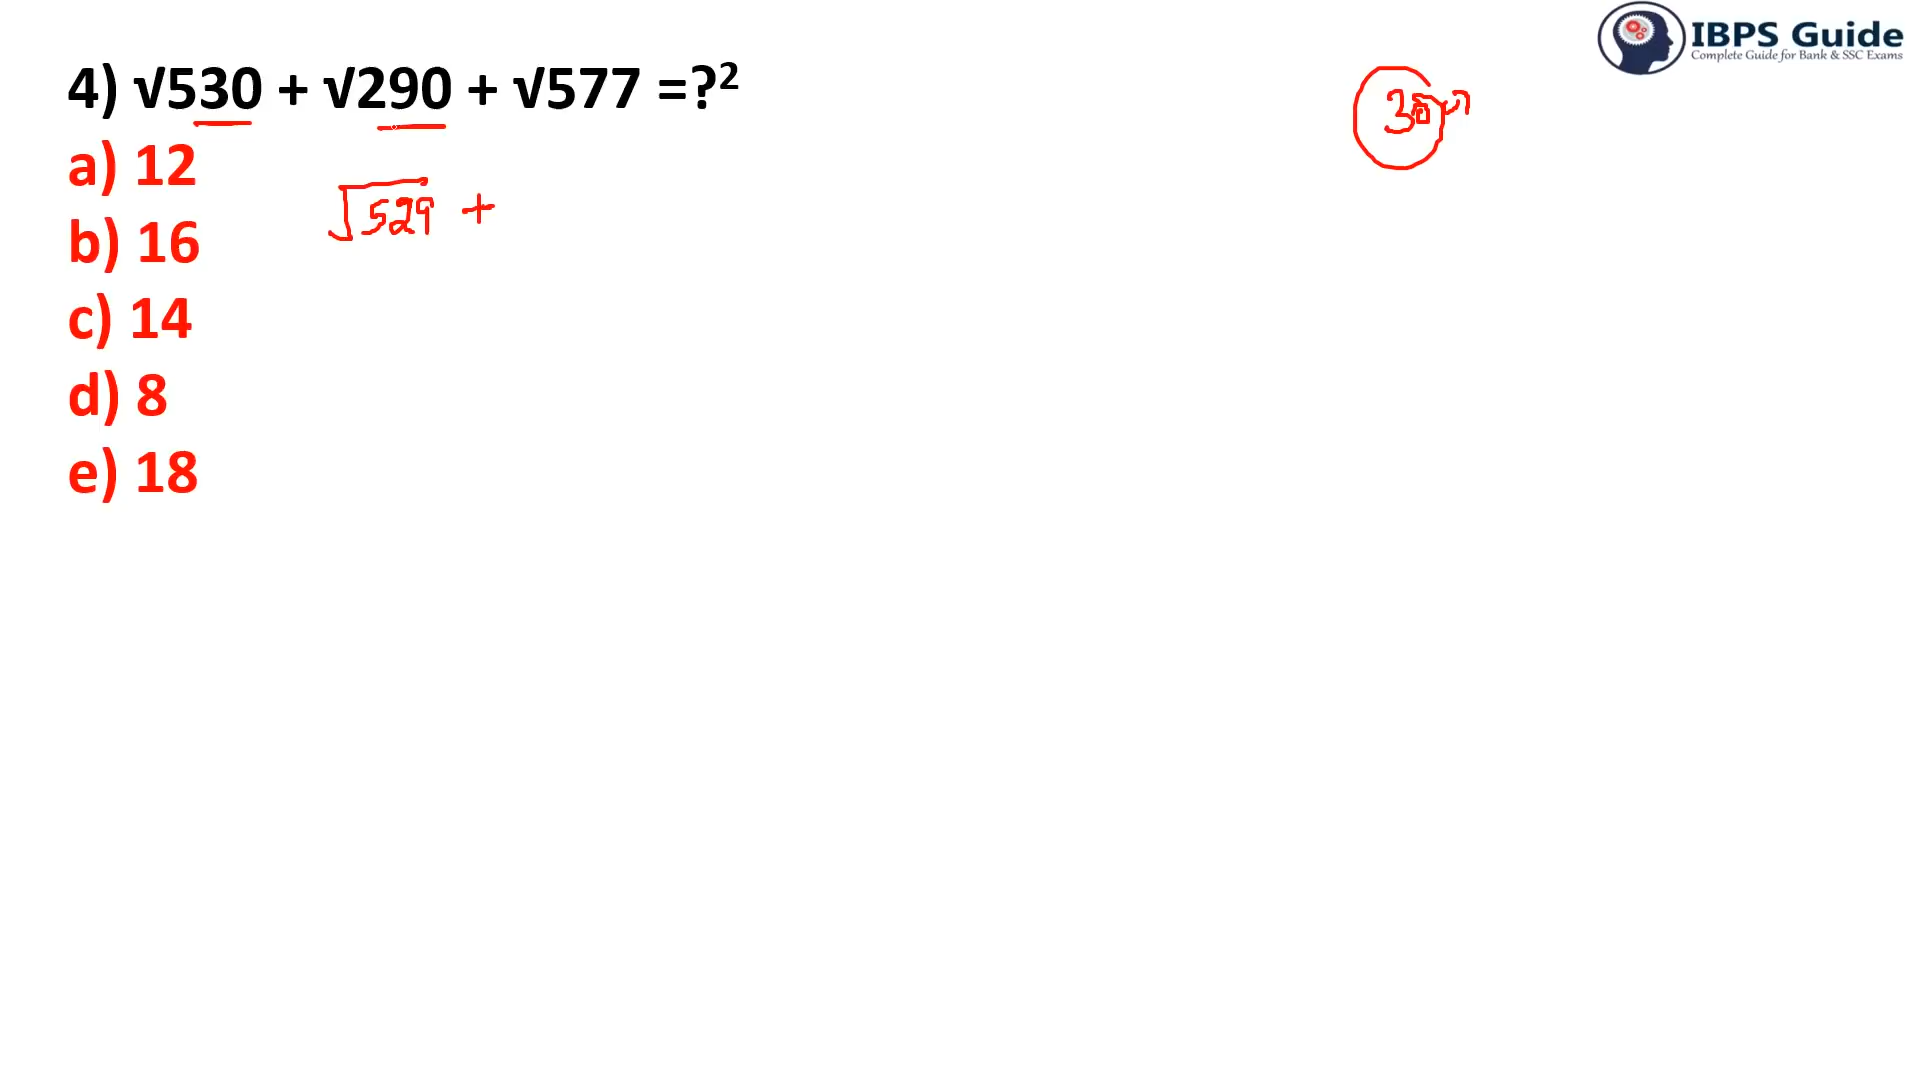 IBPS Guide
Complete Guide for Bank & SSC Exams
4) √530 + √290 + √577 =?²
a) 12
√529 +
b) 16
c) 14
d) 8
e) 18